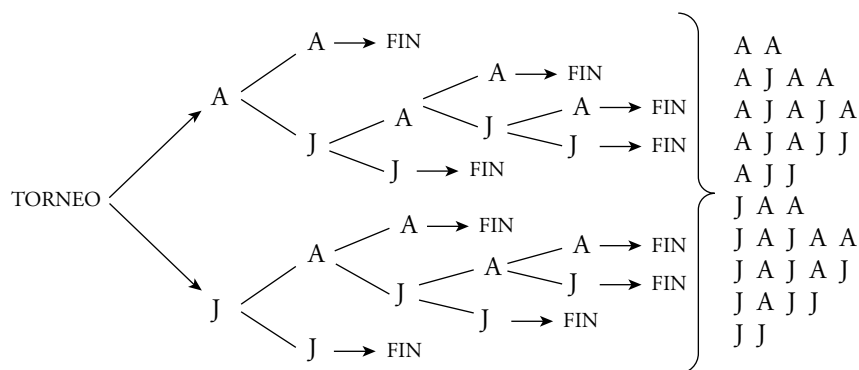 A FIN
A FIN
A
A FIN
A
J
J
J FIN
J FIN
TORNEO
A FIN
A FIN
A
A
J FIN
J
J
J FIN
J FIN
A A
A J A A
A J A J A
A J A J J
A J J
J A A
J A J A A
J A J A J
J A J J
J J